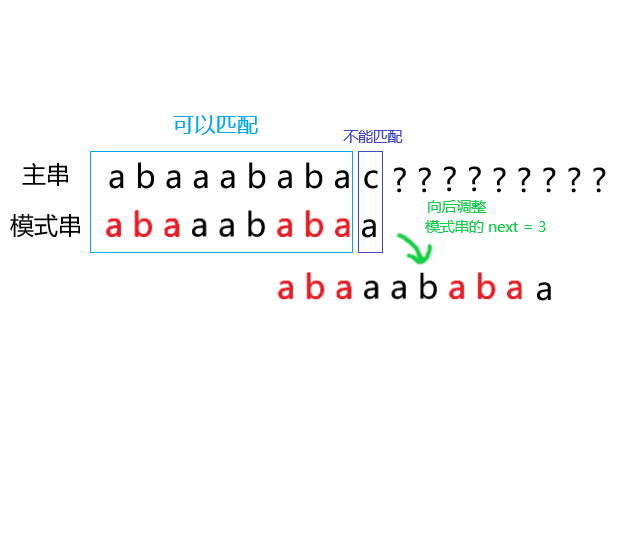 可以匹配
不能匹配
主串 a b a a a b a b a c ? ? ? ? ? ? ? ? ?
模式串 a b a a a b a b a a
向后调整
模式串的 next = 3
a b a a a b a b a a